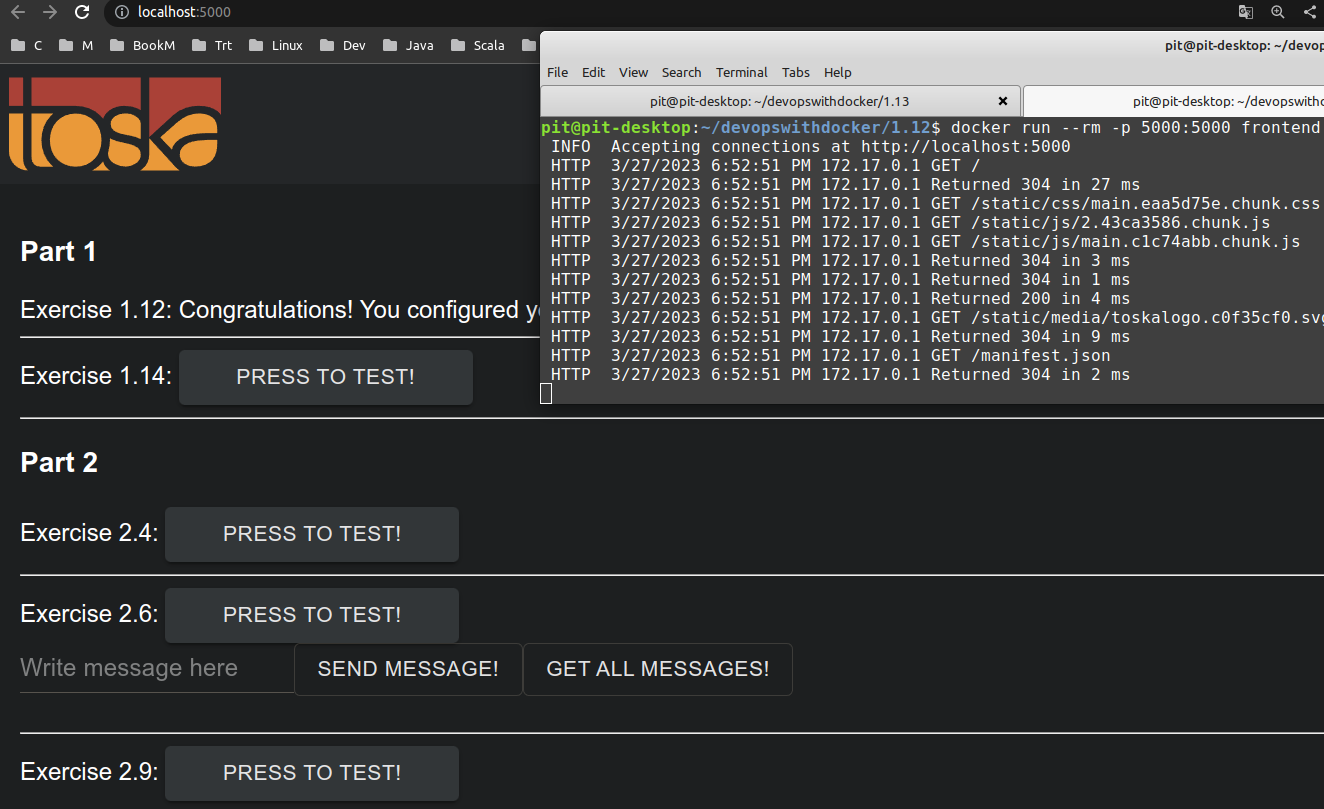 localhost:5000
C M BookM Trt Linux Dev Java Scala
toska
Part 1
Exercise 1.12: Congratulations! You configured
Exercise 1.14: PRESS TO TEST!
Part 2
Exercise 2.4: PRESS TO TEST!
Exercise 2.6: PRESS TO TEST!
Write message here SEND MESSAGE! GET ALL MESSAGES!
Exercise 2.9: PRESS TO TEST!
pit@pit-desktop: ~/devop
File Edit View Search Terminal Tabs Help
pit@pit-desktop: ~/devopswithdocker/1.13 × pit@pit-desktop: ~/devopswithd
pit@pit-desktop:~/devopswithdocker/1.12$ docker run --rm -p 5000:5000 frontend
INFO Accepting connections at http://localhost:5000
HTTP 3/27/2023 6:52:51 PM 172.17.0.1 GET /
HTTP 3/27/2023 6:52:51 PM 172.17.0.1 Returned 304 in 27 ms
HTTP 3/27/2023 6:52:51 PM 172.17.0.1 GET /static/css/main.eaa5d75e.chunk.css
HTTP 3/27/2023 6:52:51 PM 172.17.0.1 GET /static/js/2.43ca3586.chunk.js
HTTP 3/27/2023 6:52:51 PM 172.17.0.1 GET /static/js/main.c1c74abb.chunk.js
HTTP 3/27/2023 6:52:51 PM 172.17.0.1 Returned 304 in 3 ms
HTTP 3/27/2023 6:52:51 PM 172.17.0.1 Returned 304 in 1 ms
HTTP 3/27/2023 6:52:51 PM 172.17.0.1 Returned 200 in 4 ms
HTTP 3/27/2023 6:52:51 PM 172.17.0.1 GET /static/media/toskalogo.c0f35cf0.svg
HTTP 3/27/2023 6:52:51 PM 172.17.0.1 Returned 304 in 9 ms
HTTP 3/27/2023 6:52:51 PM 172.17.0.1 GET /manifest.json
HTTP 3/27/2023 6:52:51 PM 172.17.0.1 Returned 304 in 2 ms